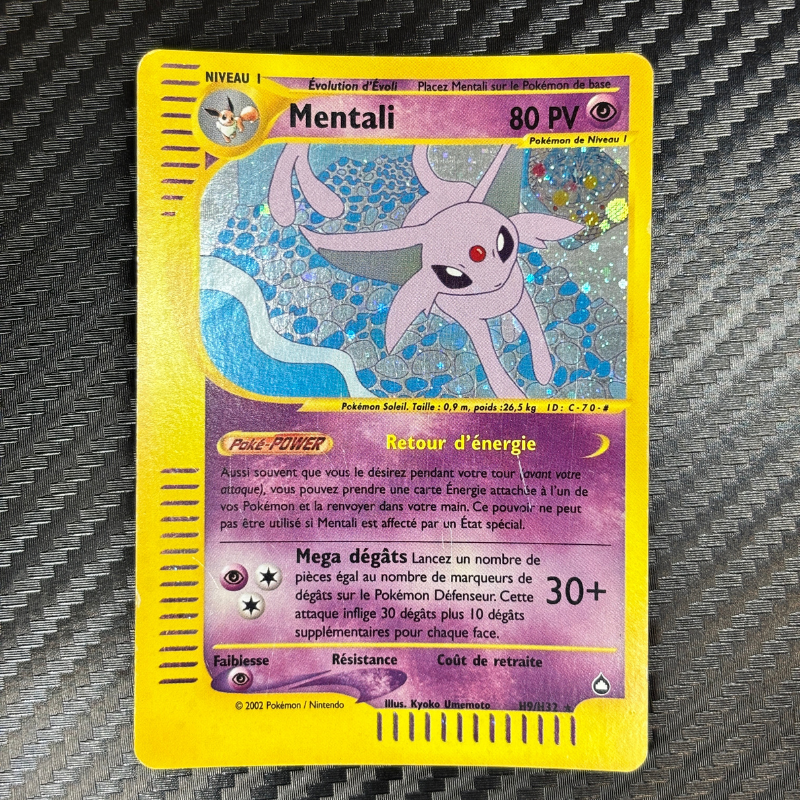 NIVEAU 1
Évolution d'Évoli Placez Mentali sur le Pokémon de base
Mentali 80 PV
Pokémon de Niveau 1
Pokémon Soleil. Taille : 0,9 m, poids :26,5 kg ID: C-70-#
Poké-POWER Retour d'énergie
Aussi souvent que vous le désirez pendant votre tour (avant votre
attaque), vous pouvez prendre une carte Énergie attachée à l'un de
vos Pokémon et la renvoyer dans votre main. Ce pouvoir ne peut
pas être utilisé si Mentali est affecté par un État spécial.
Mega dégâts Lancez un nombre de
pièces égal au nombre de marqueurs de
dégâts sur le Pokémon Défenseur. Cette
attaque inflige 30 dégâts plus 10 dégâts
supplémentaires pour chaque face.
30+
Faiblesse Résistance Coût de retraite
© 2002 Pokémon / Nintendo Illus. Kyoko Umemoto H9/H32 ★